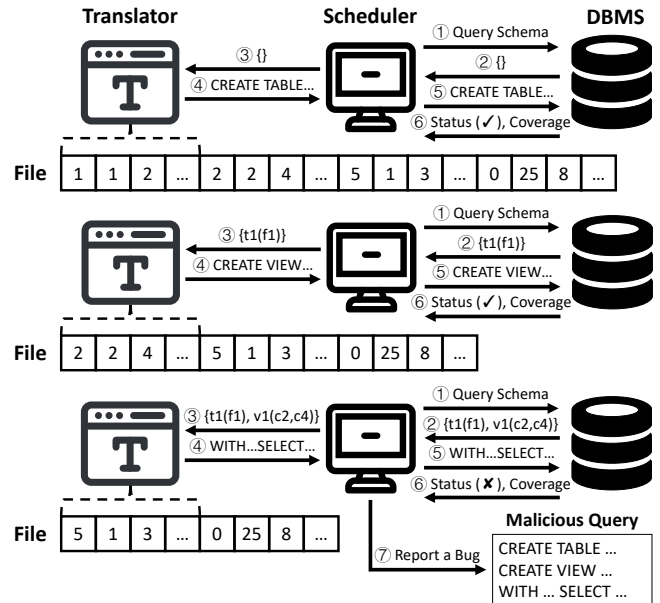 Translator Scheduler DBMS
① Query Schema
③ {} ② {}
④ CREATE TABLE... ⑤ CREATE TABLE...
⑥ Status (✓), Coverage
T
File 1 1 2 ... 2 2 4 ... 5 1 3 ... 0 25 8 ...
① Query Schema
③ {t1(f1)} ② {t1(f1)}
④ CREATE VIEW... ⑤ CREATE VIEW...
⑥ Status (✓), Coverage
T
File 2 2 4 ... 5 1 3 ... 0 25 8 ...
① Query Schema
③ {t1(f1), v1(c2,c4)} ② {t1(f1), v1(c2,c4)}
④ WITH...SELECT... ⑤ WITH...SELECT...
⑥ Status (✘), Coverage
T
File 5 1 3 ... 0 25 8 ...
Malicious Query
⑦ Report a Bug
CREATE TABLE ...
CREATE VIEW ...
WITH ... SELECT ...